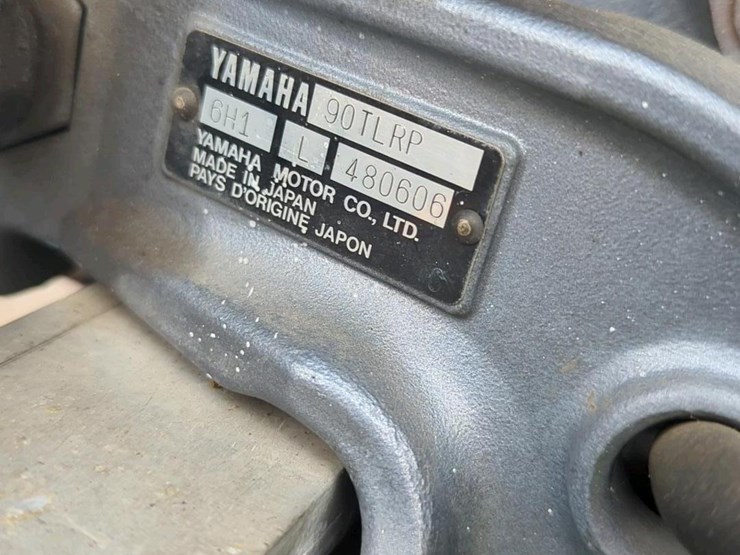 YAMAHA 90TLRP
6H1 L 480606
YAMAHA MOTOR CO., LTD.
MADE IN JAPAN
PAYS D'ORIGINE JAPON